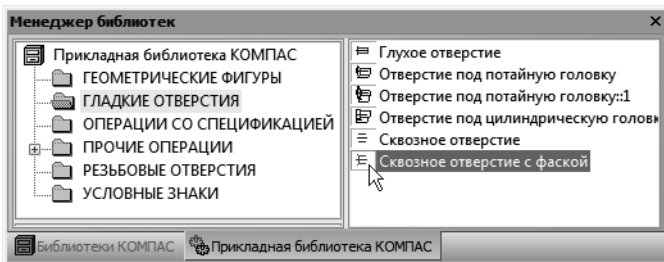 Менеджер библиотек
Прикладная библиотека КОМПАС
ГЕОМЕТРИЧЕСКИЕ ФИГУРЫ
ГЛАДКИЕ ОТВЕРСТИЯ
ОПЕРАЦИИ СО СПЕЦИФИКАЦИЕЙ
ПРОЧИЕ ОПЕРАЦИИ
РЕЗЬБОВЫЕ ОТВЕРСТИЯ
УСЛОВНЫЕ ЗНАКИ
Глухое отверстие
Отверстие под потайную головку
Отверстие под потайную головку::1
Отверстие под цилиндрическую головк
Сквозное отверстие
Сквозное отверстие с фаской
Библиотеки КОМПАС Прикладная библиотека КОМПАС